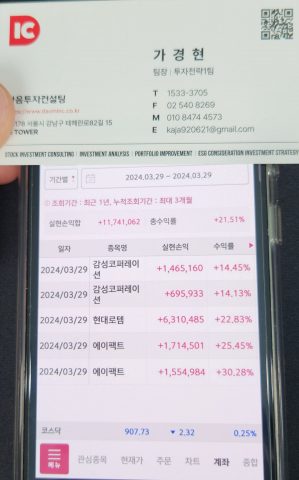 가 경 현
팀장 | 투자전략1팀
투자컨설팅
T 1533-3705
F 02 540 8269
M 010 8474 4573
E kaja920621@gmail.com
178 서울시 강남구 테헤란로82길 15
TOWER
STOCK INVESTMENT CONSULTING · INVESTMENT ANALYSIS | PORTFOLIO IMPROVEMENT · ESG CONSIDERATION INVESTMENT STRATEGY
기간별 2024.03.29 ~ 2024.03.29
조회기간 : 최근 1년, 누적조회기간 : 최대 3개월
실현손익합 +11,741,062 총수익률 +21,51%
일자 종목명 실현손익 수익률
2024/03/29 감성코퍼레이션 +1,465,160 +14,45%
2024/03/29 감성코퍼레이션 +695,933 +14,13%
2024/03/29 현대로템 +6,310,485 +22,83%
2024/03/29 에이팩트 +1,714,501 +25,45%
2024/03/29 에이팩트 +1,554,984 +30,28%
코스닥 907,73 ▼ 2,32 0,25%
메뉴 관심종목 현재가 주문 차트 계좌 종합